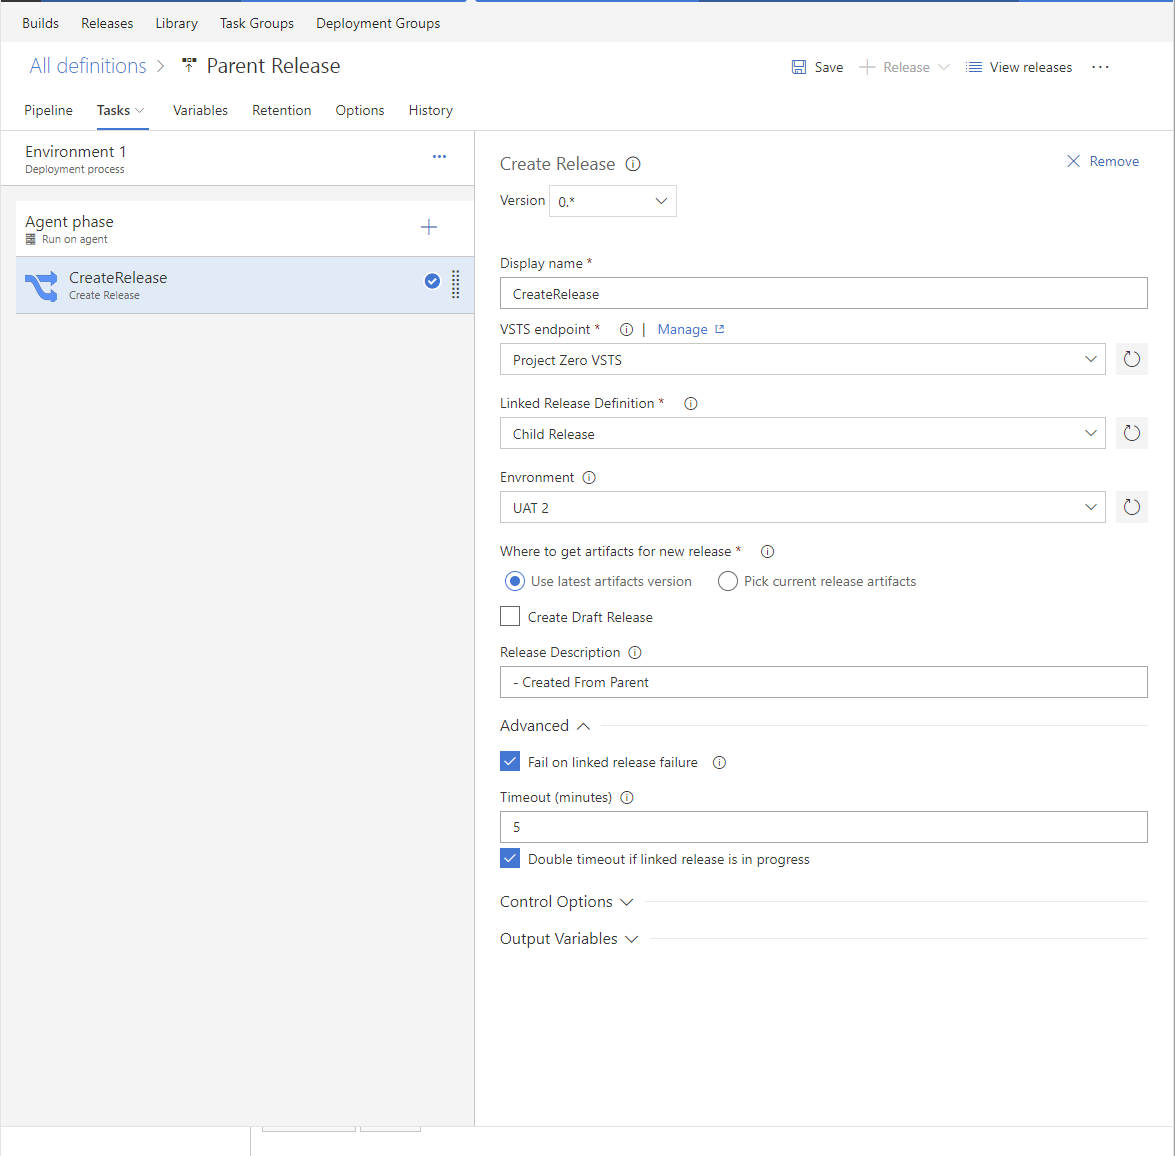 Builds Releases Library Task Groups Deployment Groups
All definitions > Parent Release
Save Release View releases ...
Pipeline Tasks Variables Retention Options History
Environment 1
Deployment process
Agent phase
Run on agent
CreateRelease
Create Release
Create Release
Remove
Version 0.*
Display name *
CreateRelease
VSTS endpoint * | Manage
Project Zero VSTS
Linked Release Definition *
Child Release
Envronment
UAT 2
Where to get artifacts for new release *
Use latest artifacts version Pick current release artifacts
Create Draft Release
Release Description
- Created From Parent
Advanced
Fail on linked release failure
Timeout (minutes)
5
Double timeout if linked release is in progress
Control Options
Output Variables